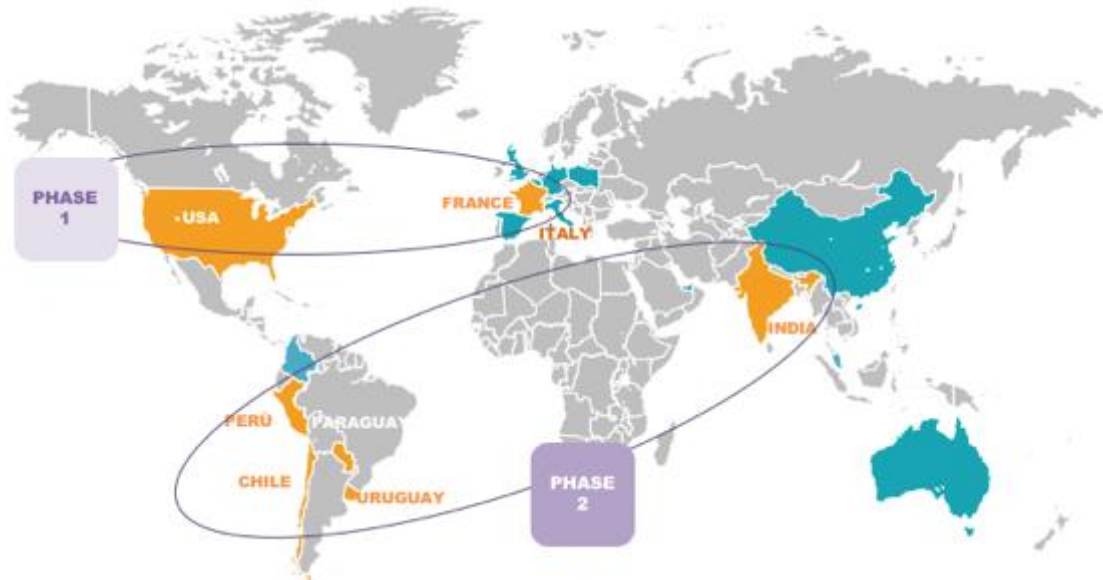 PHASE
1
USA
FRANCE
ITALY
INDIA
PERÚ
PARAGUAY
CHILE
URUGUAY
PHASE
2